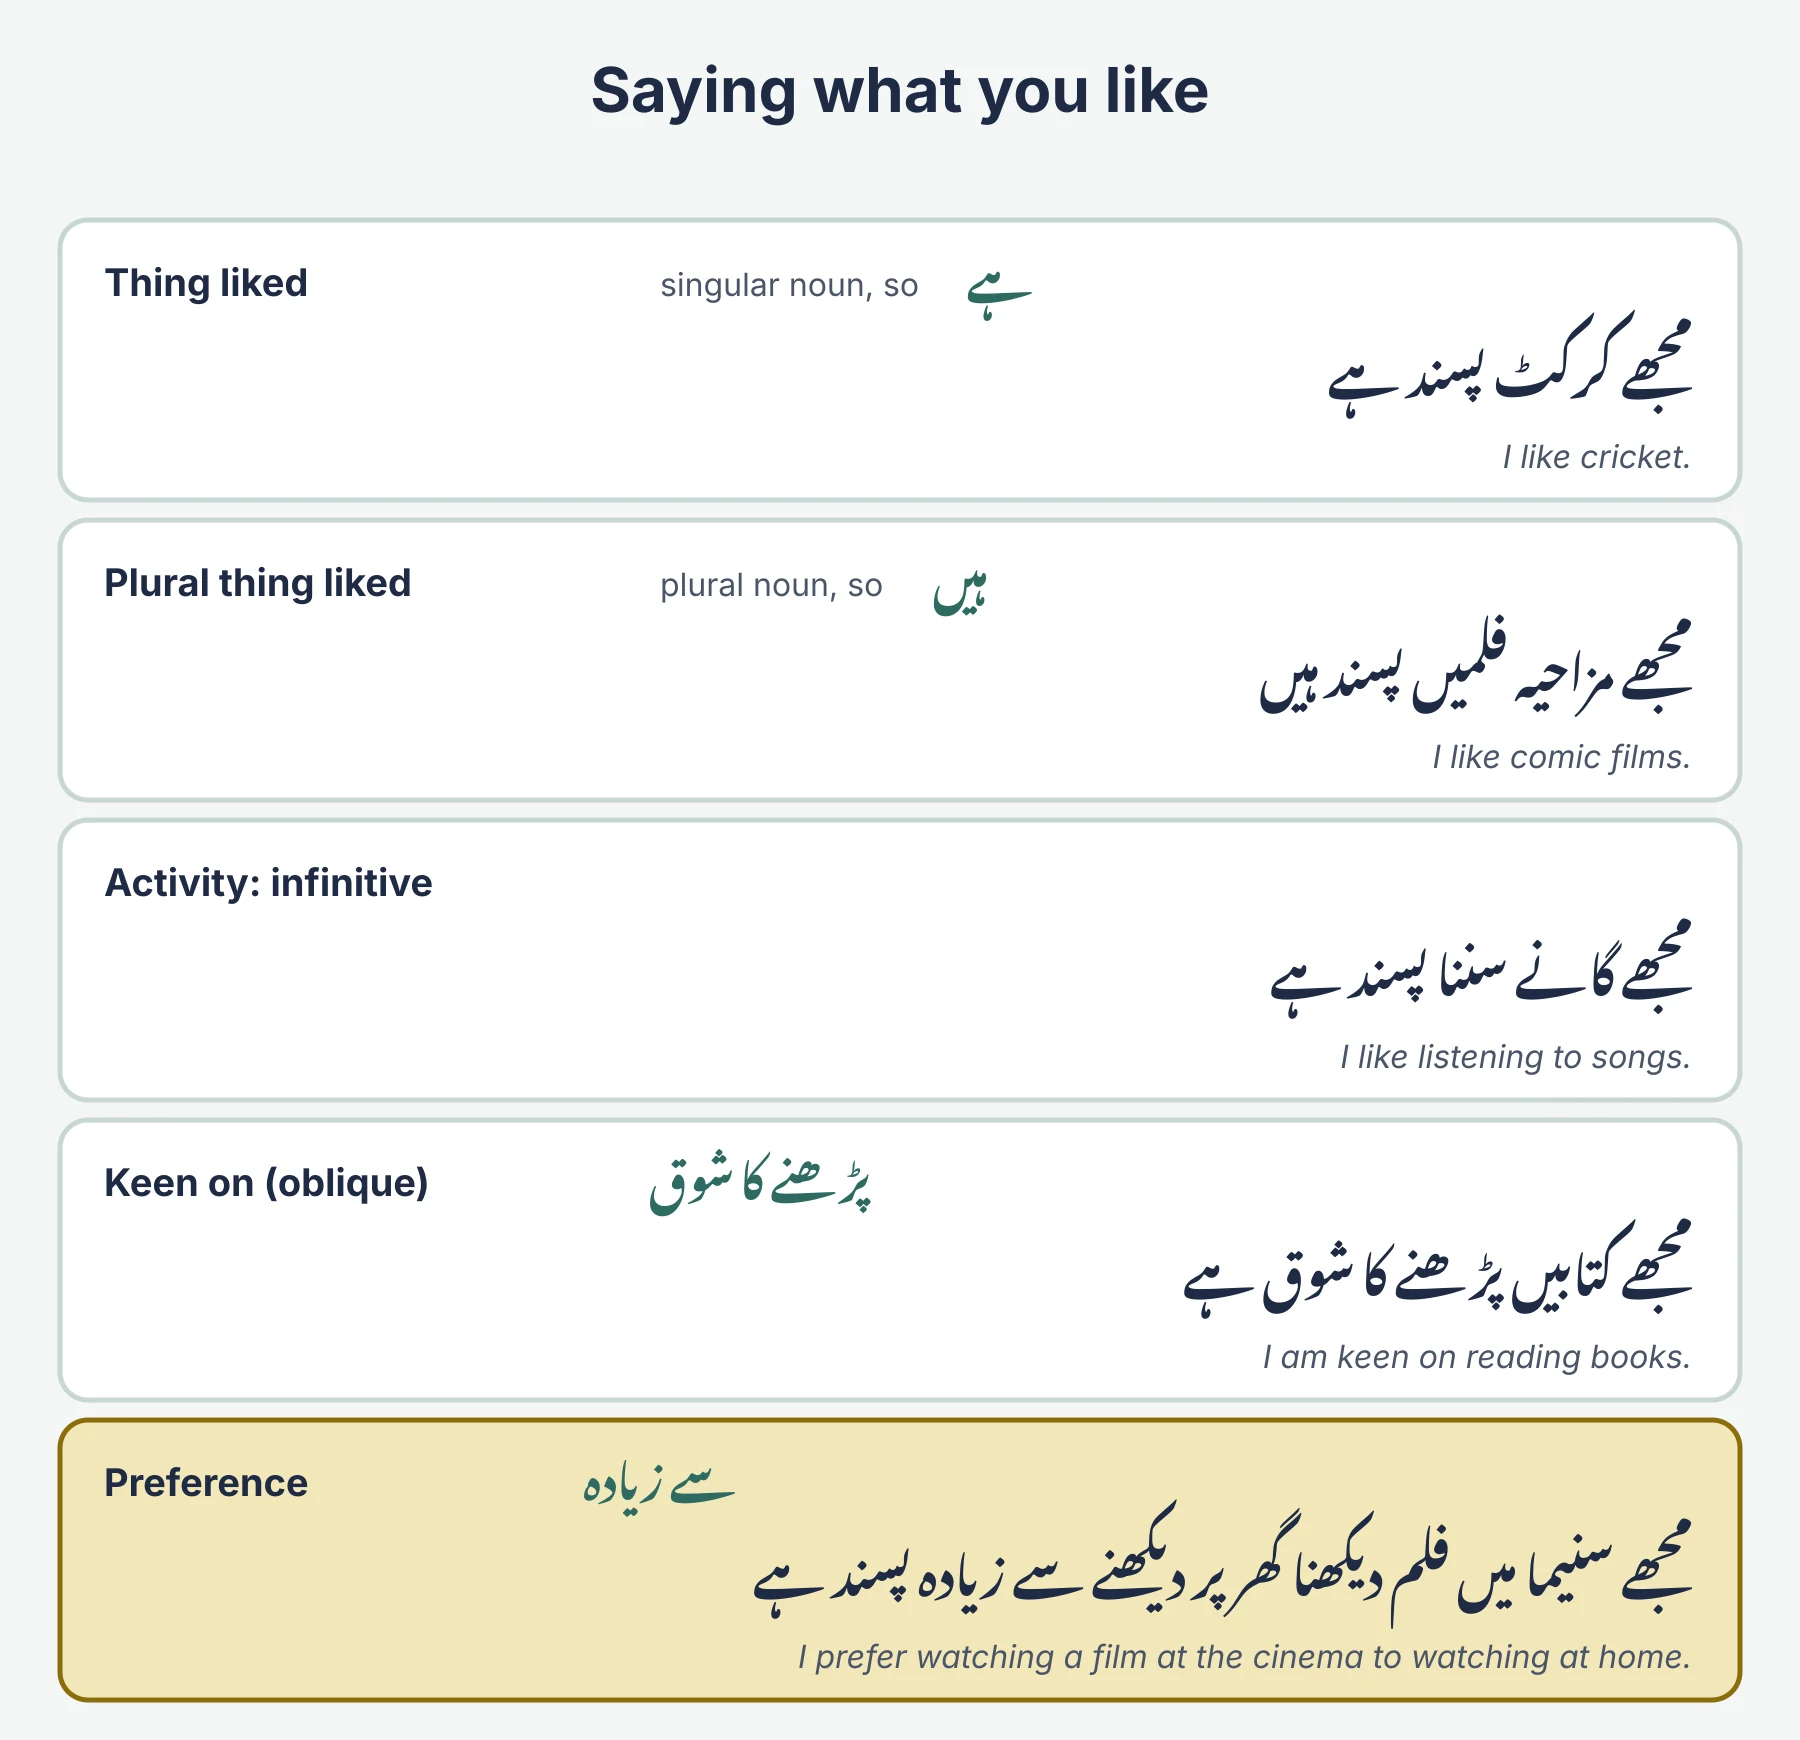 Saying what you like
Thing liked
singular noun, so ہے
مجھے کرکٹ پسند ہے
I like cricket.
Plural thing liked
plural noun, so ہیں
مجھے مزاحیہ فلمیں پسند ہیں
I like comic films.
Activity: infinitive
مجھے گانے سننا پسند ہے
I like listening to songs.
Keen on (oblique)
پڑھنے کا شوق
مجھے کتابیں پڑھنے کا شوق ہے
I am keen on reading books.
Preference
سے زیادہ
مجھے سنیما میں فلم دیکھنا گھر پر دیکھنے سے زیادہ پسند ہے
I prefer watching a film at the cinema to watching at home.